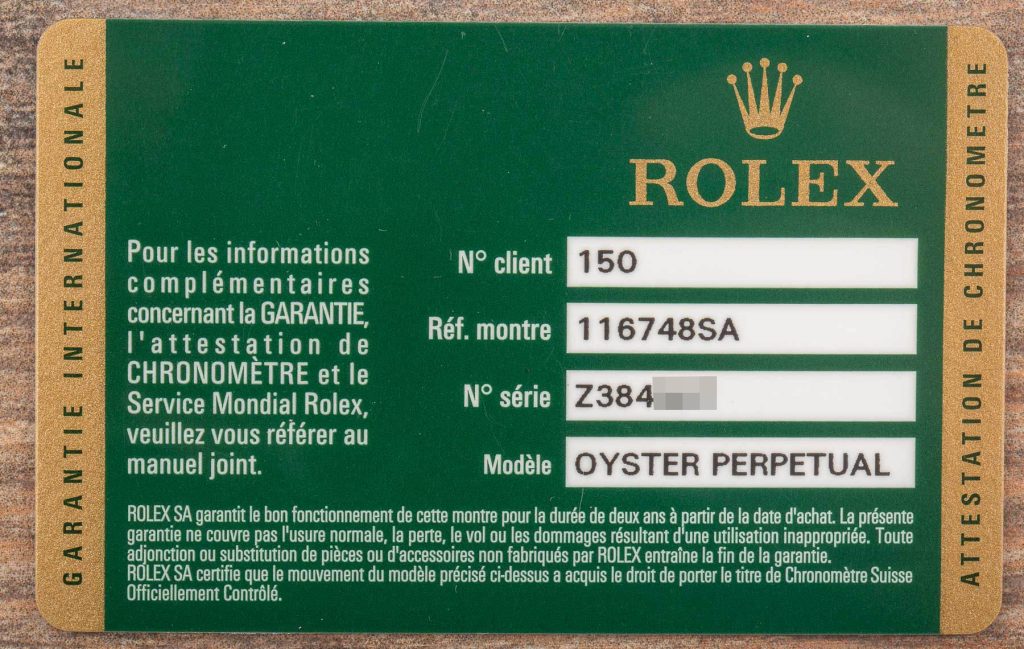 GARANTIE INTERNATIONALE
ROLEX
Pour les informations
complémentaires
concernant la GARANTIE,
l'attestation de
CHRONOMÈTRE et le
Service Mondial Rolex,
veuillez vous référer au
manuel joint.
N° client 150
Réf. montre 116748SA
N° série Z384
Modèle OYSTER PERPETUAL
ROLEX SA garantit le bon fonctionnement de cette montre pour la durée de deux ans à partir de la date d'achat. La présente
garantie ne couvre pas l'usure normale, la perte, le vol ou les dommages résultant d'une utilisation inappropriée. Toute
adjonction ou substitution de pièces ou d'accessoires non fabriqués par ROLEX entraîne la fin de la garantie.
ROLEX SA certifie que le mouvement du modèle précisé ci-dessus a acquis le droit de porter le titre de Chronomètre Suisse
Officiellement Contrôlé.
ATTESTATION DE CHRONOMETRE